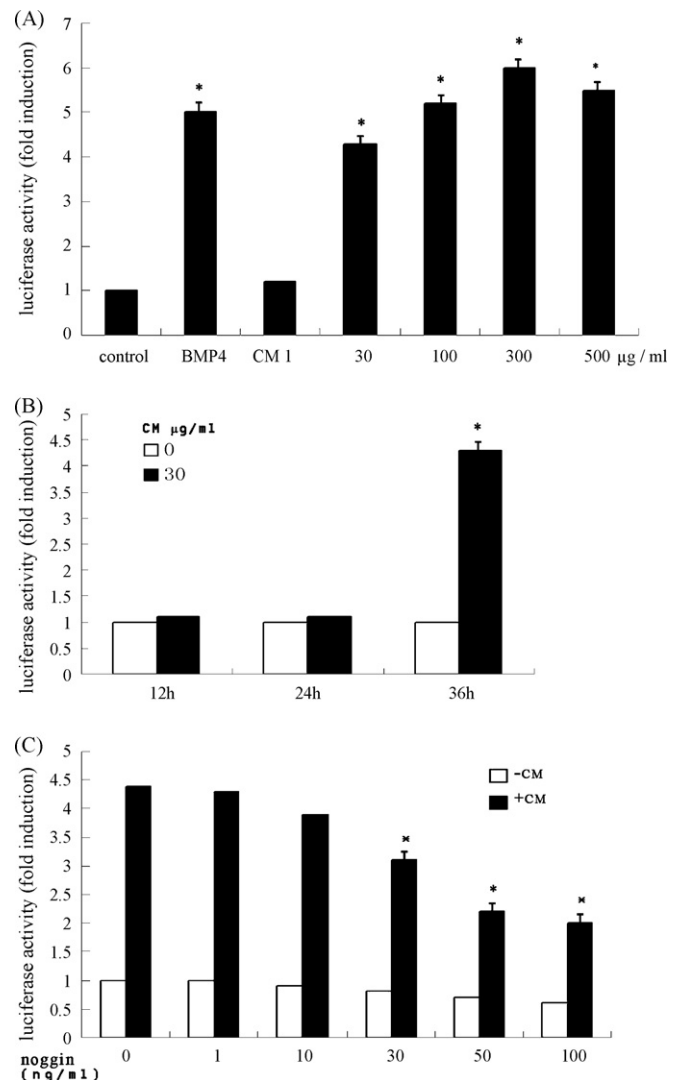 (A)
luciferase activity (fold induction)
7
6
5
4
3
2
1
0
* * * * *
control BMP4 CM 1 30 100 300 500 μg / ml
(B)
luciferase activity (fold induction)
5
4.5
4
3.5
3
2.5
2
1.5
1
0.5
0
CM μg/ml
0
30
*
12h 24h 36h
(C)
luciferase activity (fold induction)
5
4.5
4
3.5
3
2.5
2
1.5
1
0.5
0
-CM
+CM
* * *
noggin 0 1 10 30 50 100
(ng/ml)